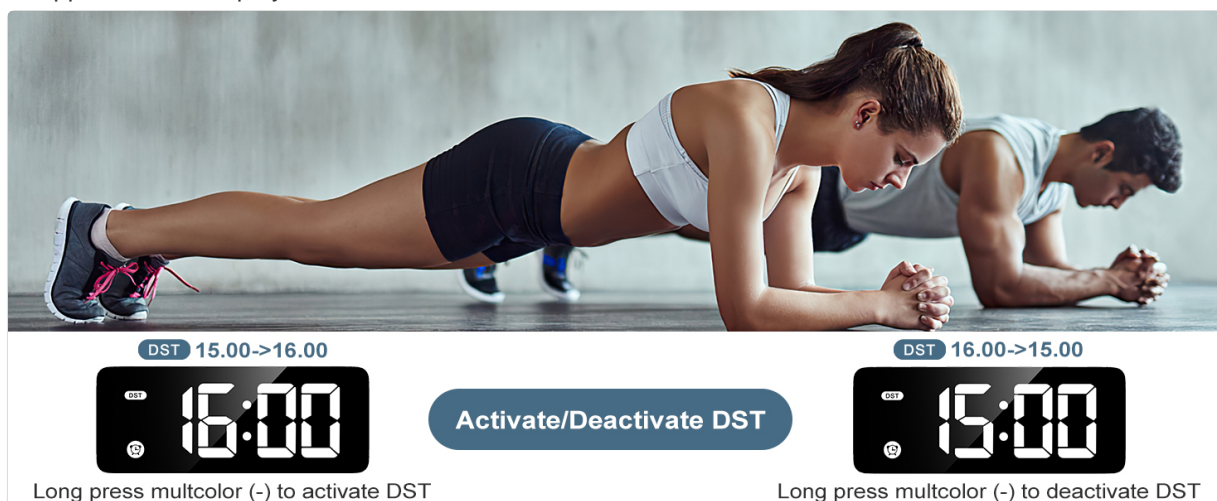 DST 15.00->16.00
DST
16:00
Long press multcolor (-) to activate DST
Activate/Deactivate DST
DST 16.00->15.00
DST
15:00
Long press multcolor (-) to deactivate DST